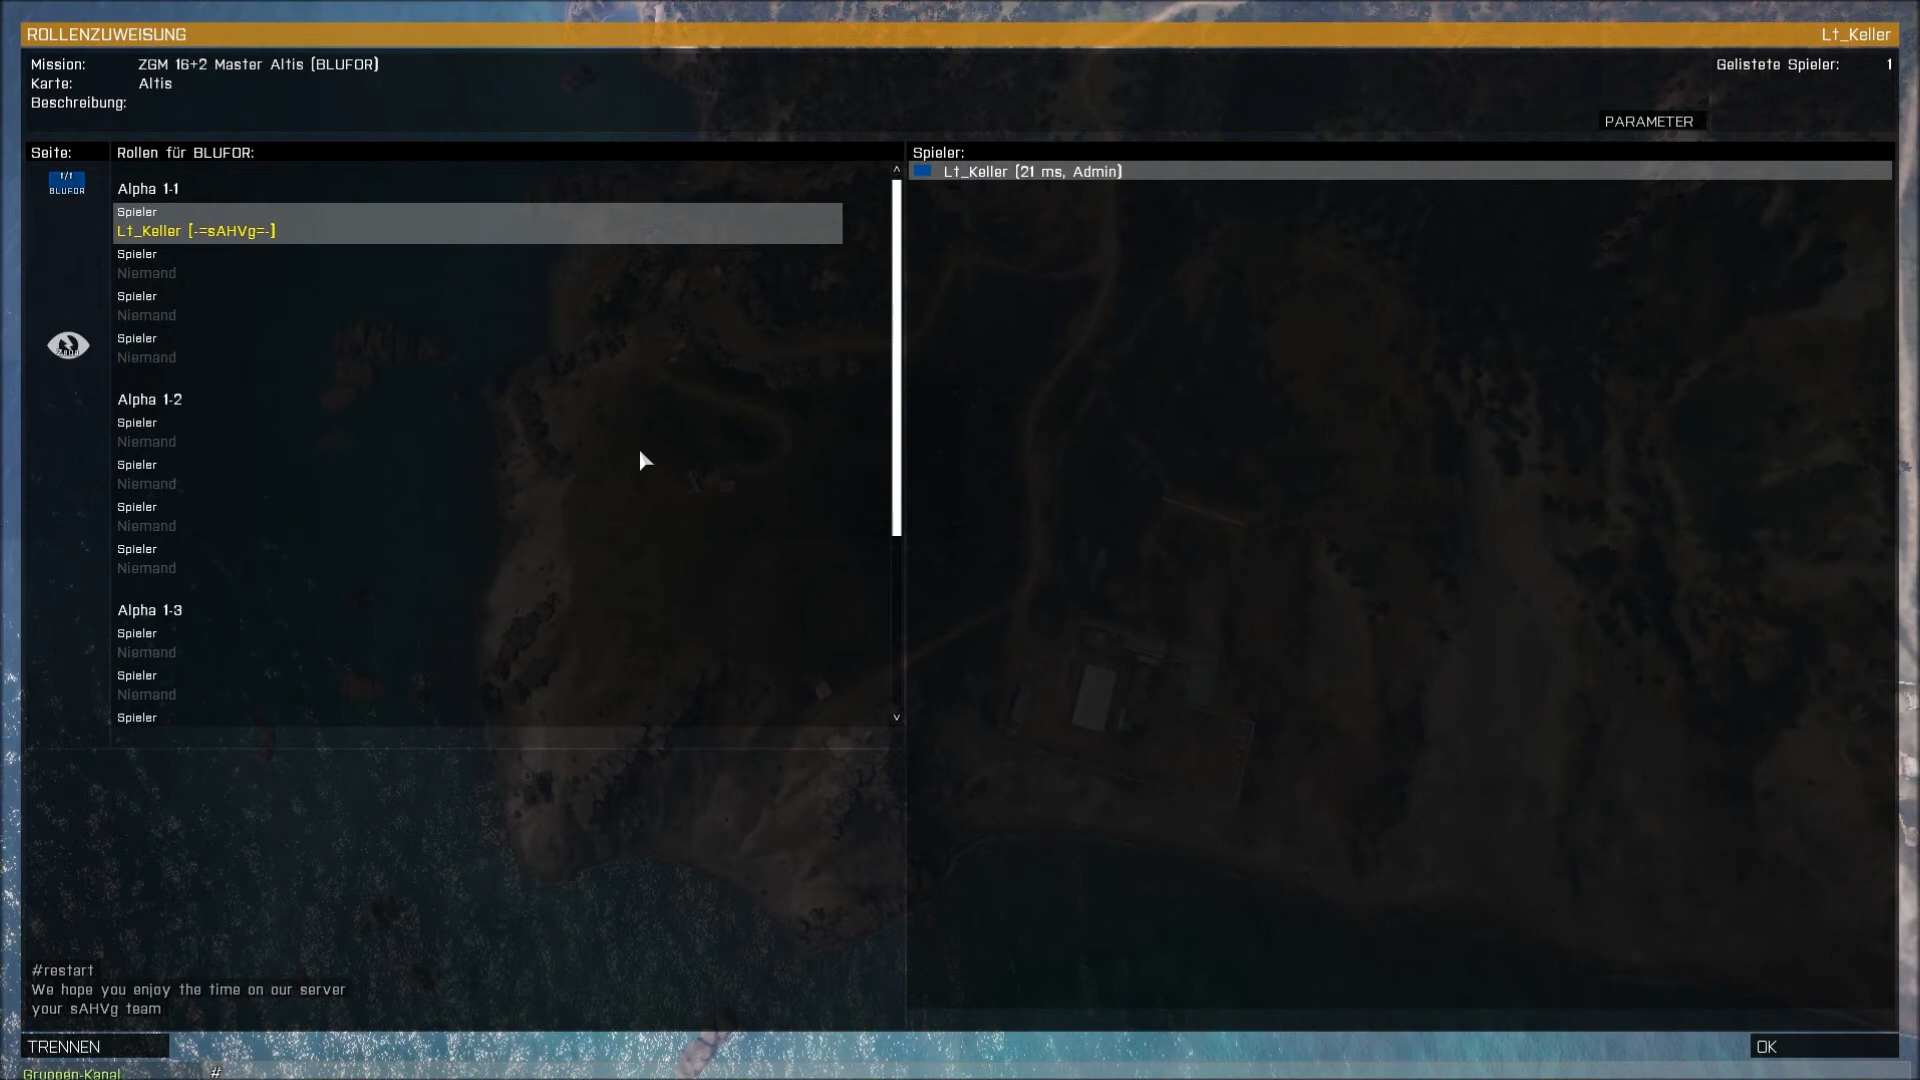 ROLLENZUWEISUNG
Lt_Keller
Mission: ZGM 16+2 Master Altis (BLUFOR)
Gelistete Spieler: 1
Karte: Altis
Beschreibung:
PARAMETER
Seite:
Rollen für BLUFOR:
Spieler:
1/1
BLUFOR
Lt_Keller (21 ms, Admin)
Alpha 1-1
Spieler
Lt_Keller [-=sAHVg=-]
Spieler
Niemand
Spieler
Niemand
Spieler
Niemand
Zeus
Alpha 1-2
Spieler
Niemand
Spieler
Niemand
Spieler
Niemand
Spieler
Niemand
Alpha 1-3
Spieler
Niemand
Spieler
Niemand
Spieler
#restart
We hope you enjoy the time on our server
your sAHVg team
TRENNEN
OK
Gruppen-Kanal
#